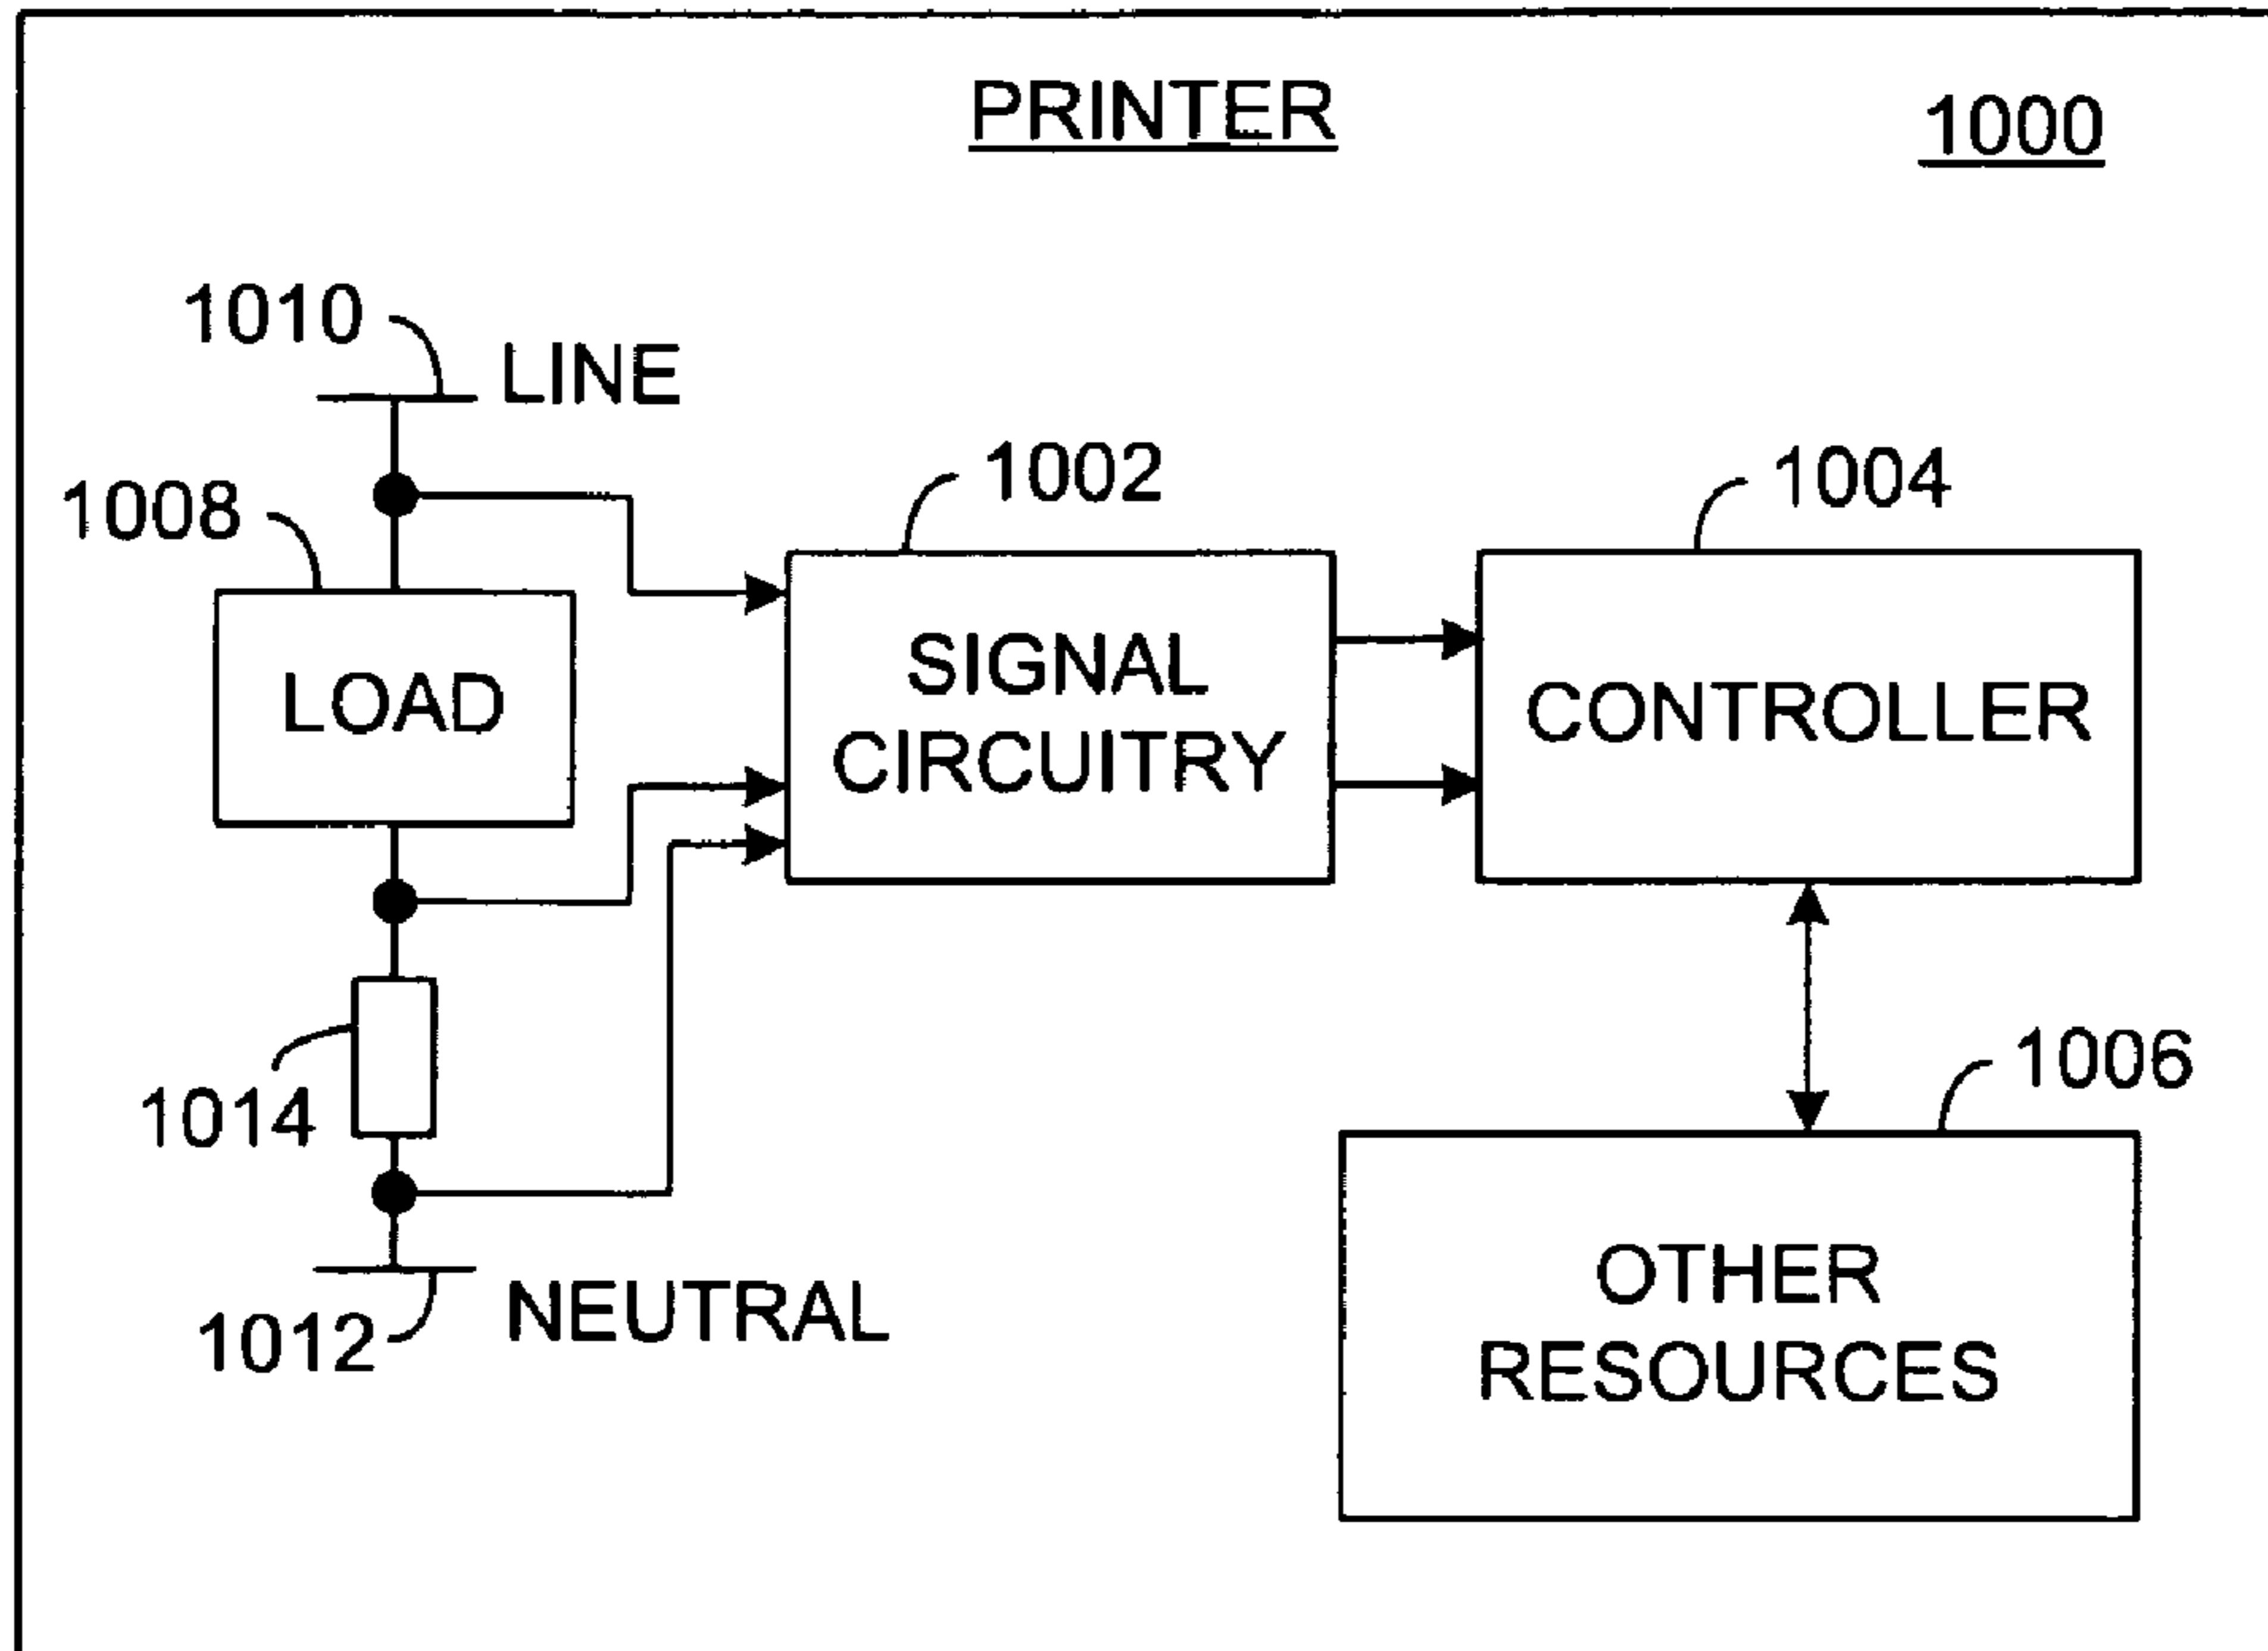 PRINTER
1000
1010
LINE
1008
1002
1004
LOAD
SIGNAL
CIRCUITRY
CONTROLLER
1014
1006
1012
NEUTRAL
OTHER
RESOURCES